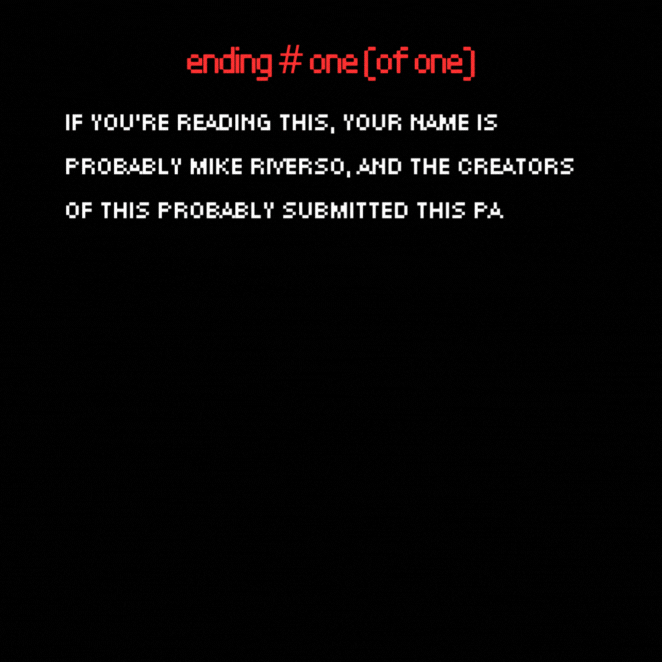 ending # one (of one)
IF YOU'RE READING THIS, YOUR NAME IS
PROBABLY MIKE RIVERSO, AND THE CREATORS
OF THIS PROBABLY SUBMITTED THIS PA